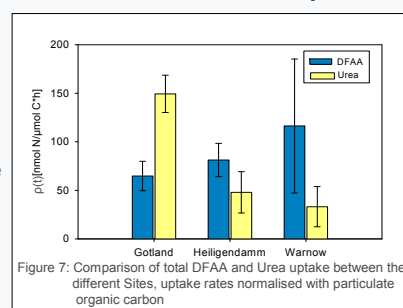 200
150
100
50
0
ρ(t)[nmol N/µmol C*h]
DFAA
Urea
Gotland Heiligendamm Warnow
Figure 7: Comparison of total DFAA and Urea uptake between the
different Sites, uptake rates normalised with particulate
organic carbon